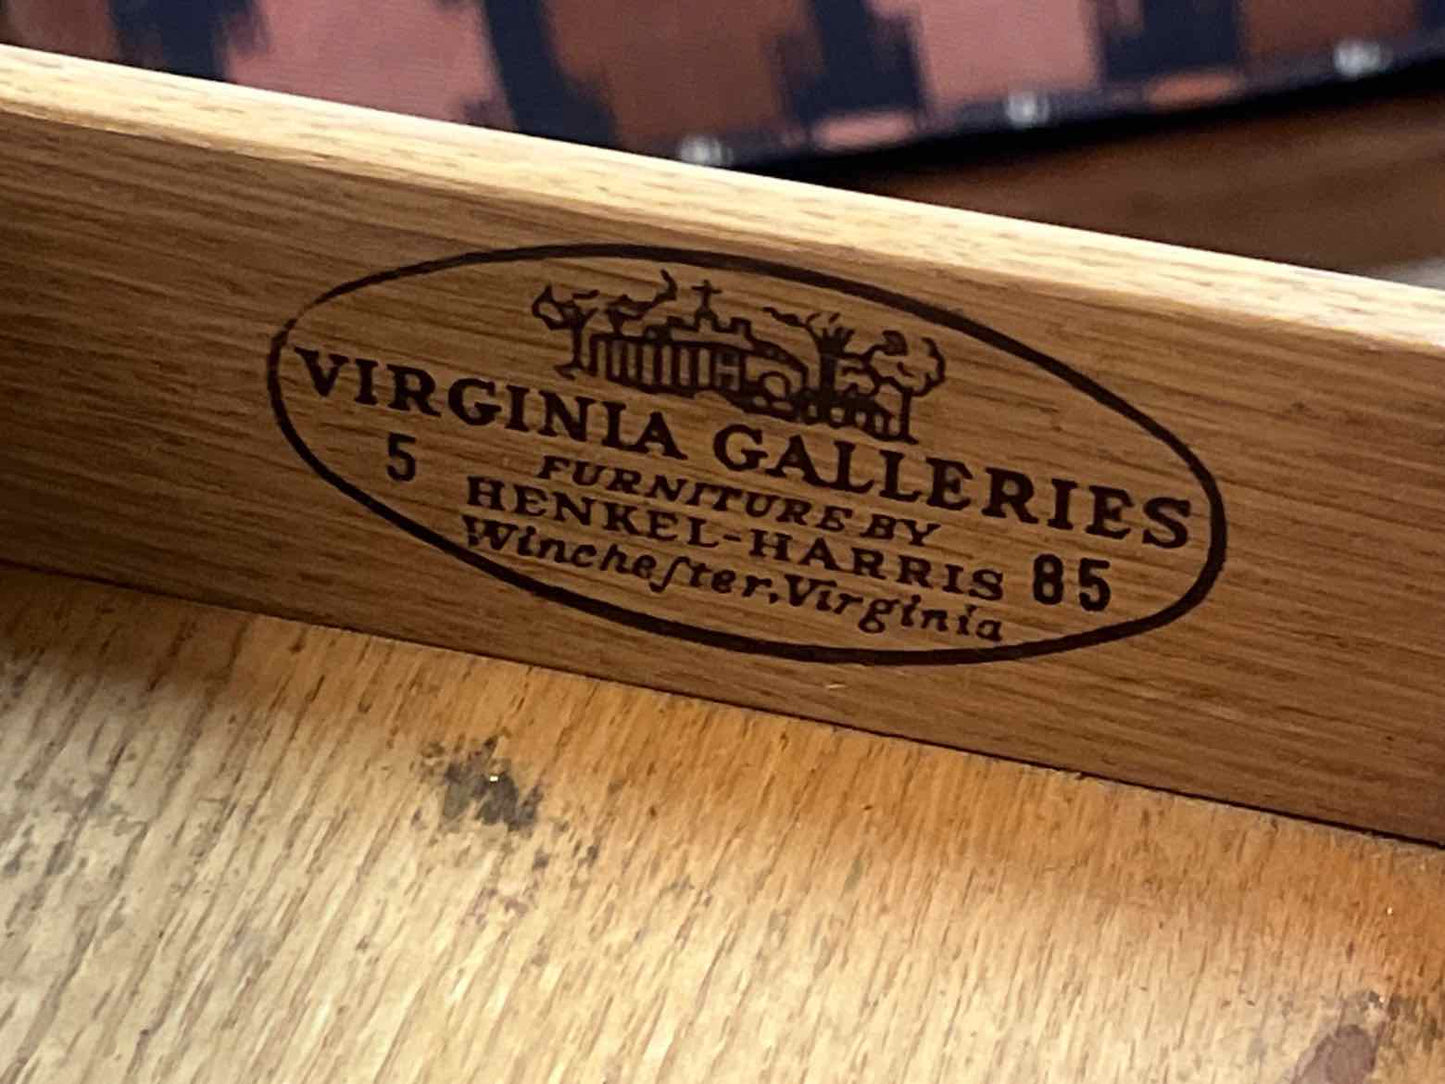 VIRGINIA GALLERIES
5 FURNITURE BY
HENKEL-HARRIS 85
Wincheſter, Virginia